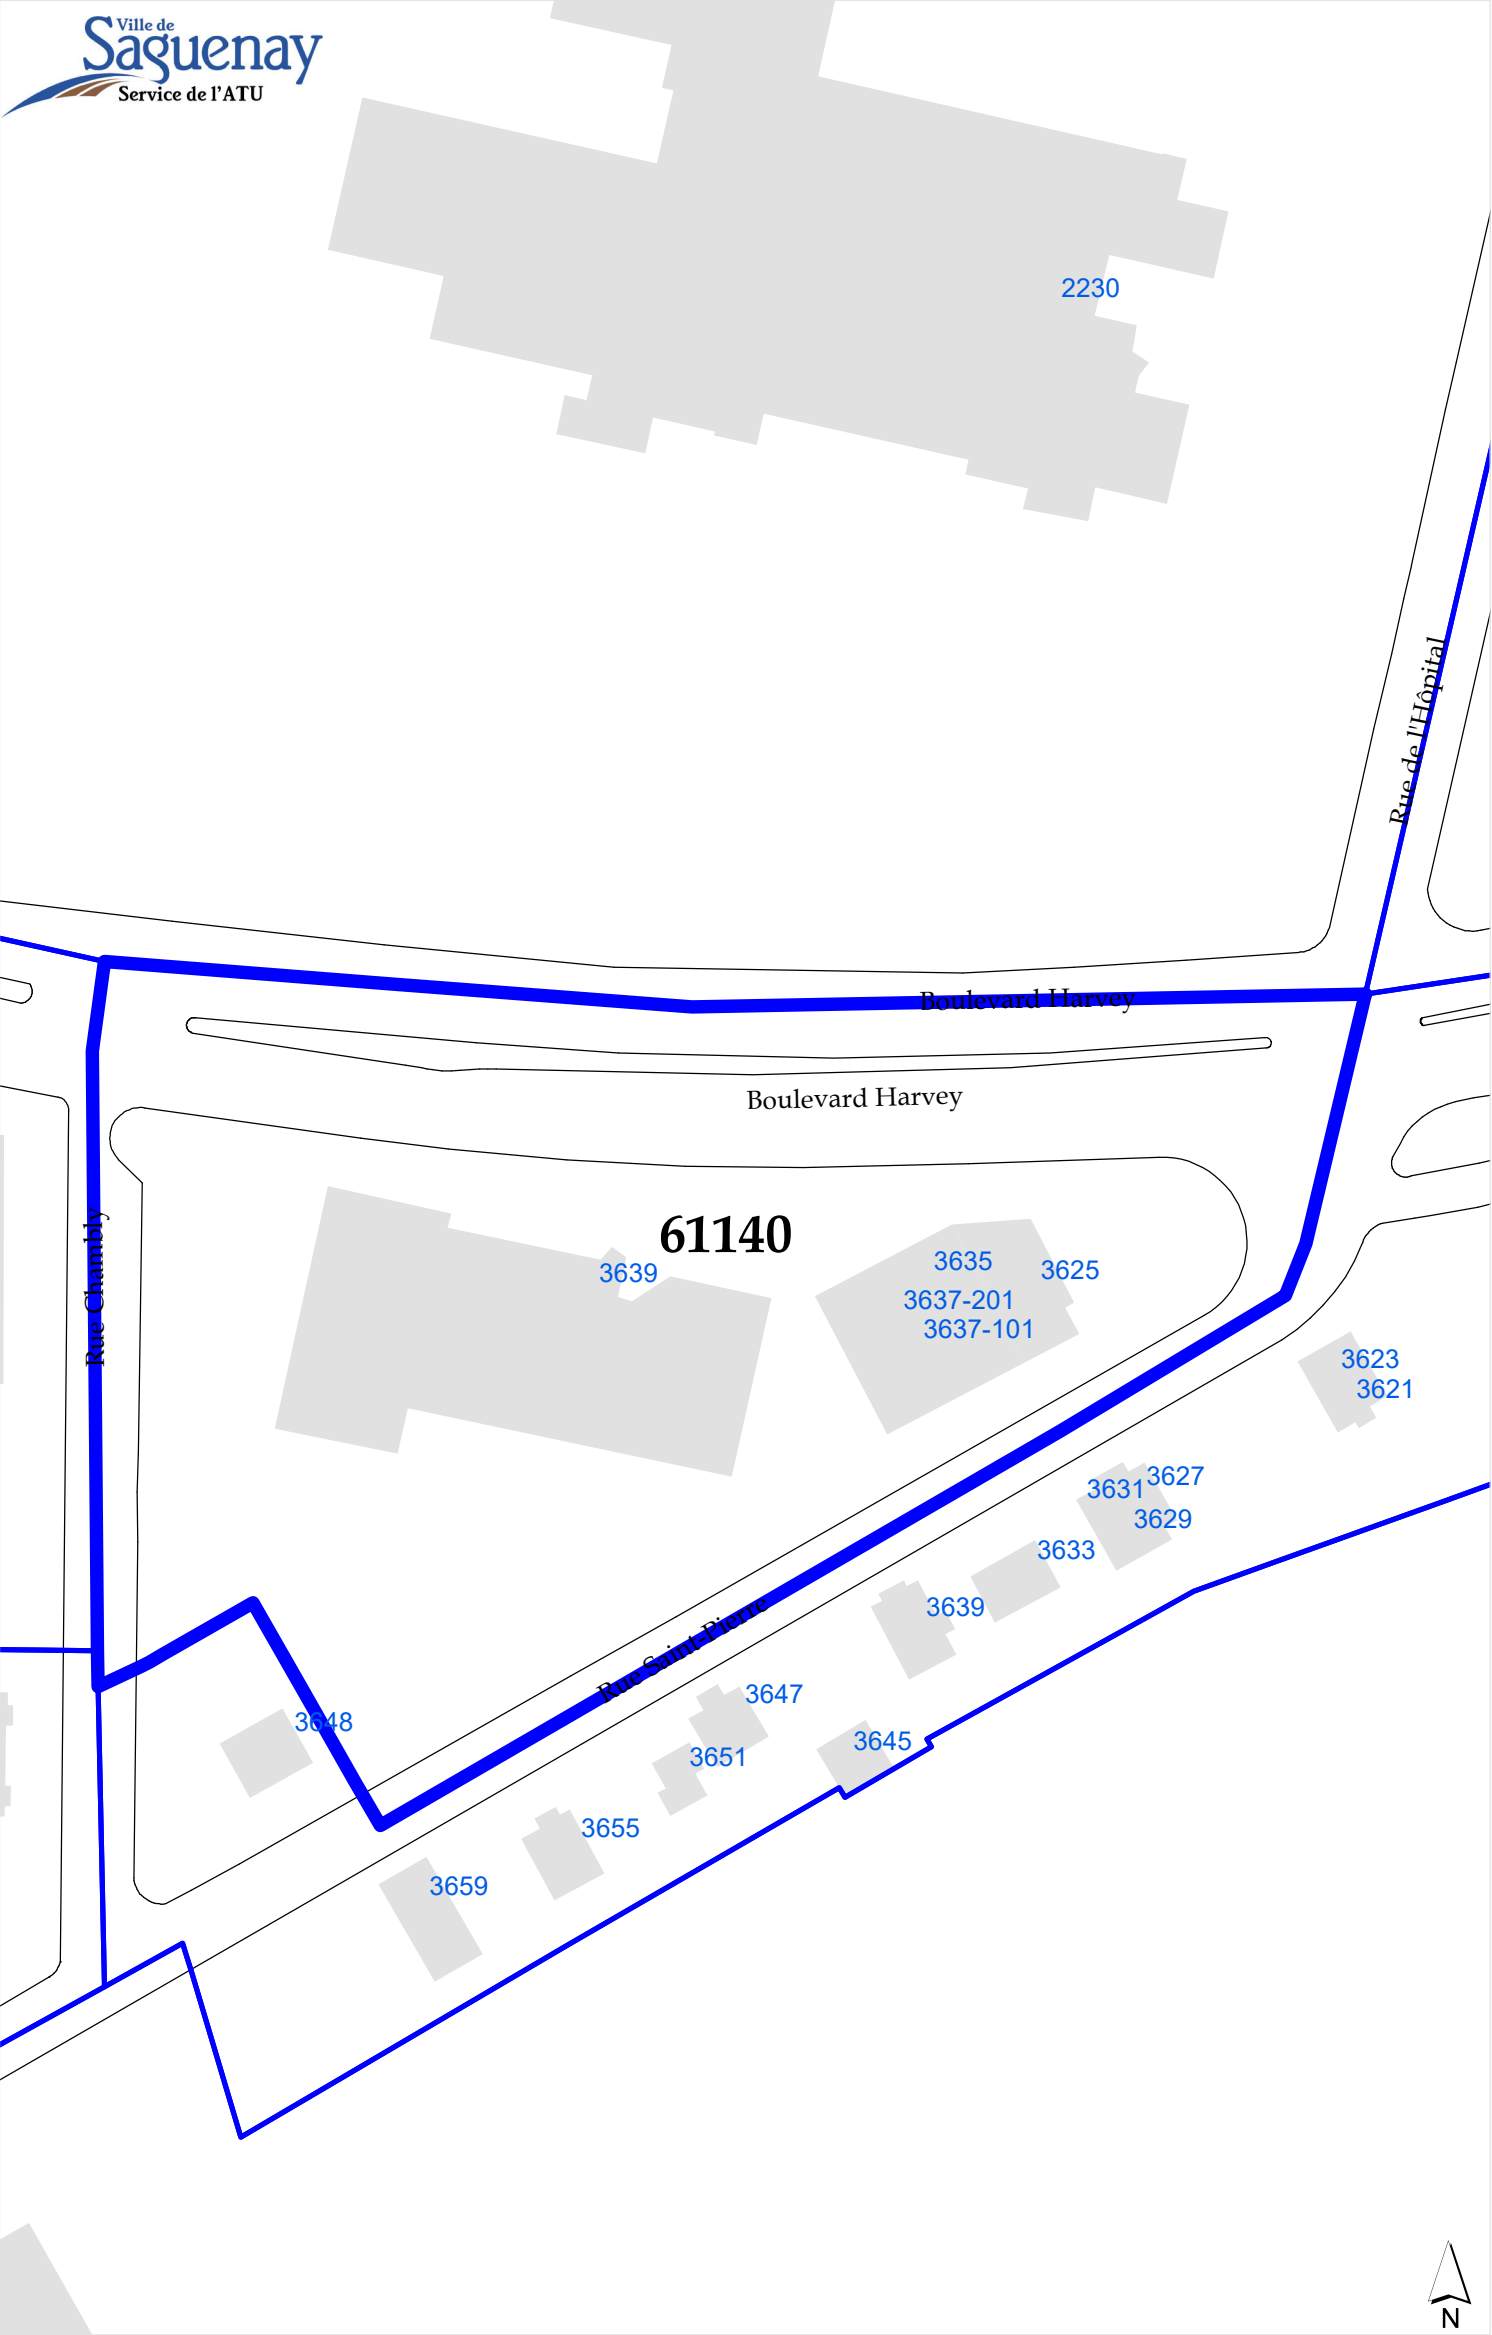 Ville de
Saguenay
Service de l'ATU
2230
Rue de l'Hôpital
Boulevard Harvey
Boulevard Harvey
Rue Chambly
61140
3639
3635
3625
3637-201
3637-101
3623
3621
3627
3631
3629
3633
3639
Rue Saint-Pierre
3647
3648
3645
3651
3655
3659
N